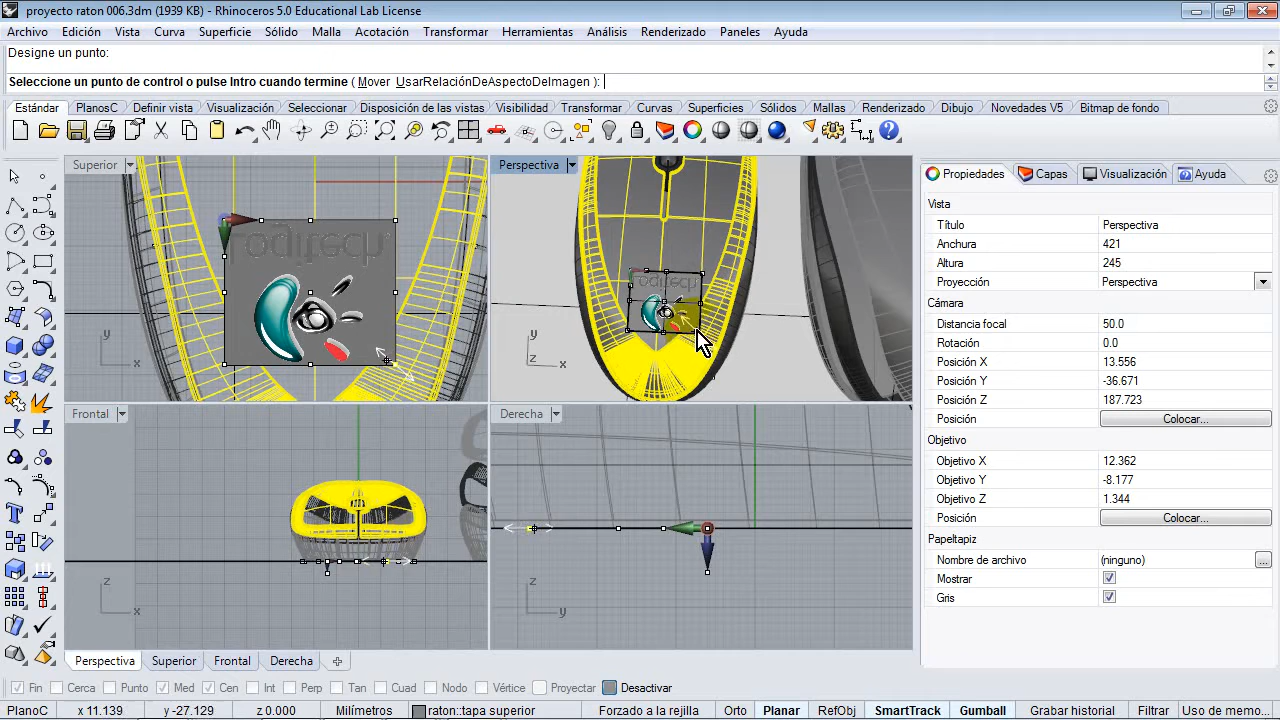 proyecto raton 006.3dm (1939 KB) - Rhinoceros 5.0 Educational Lab License
Archivo Edición Vista Curva Superficie Sólido Malla Acotación Transformar Herramientas Análisis Renderizado Paneles Ayuda
Designe un punto:
Seleccione un punto de control o pulse Intro cuando termine ( Mover UsarRelaciónDeAspectoDeImagen ):
Estándar PlanosC Definir vista Visualización Seleccionar Disposición de las vistas Visibilidad Transformar Curvas Superficies Sólidos Mallas Renderizado Dibujo Novedades V5 Bitmap de fondo
Superior
Perspectiva
Propiedades Capas Visualización Ayuda
Vista
Título Perspectiva
Anchura 421
Altura 245
Proyección Perspectiva
Cámara
Distancia focal 50.0
Rotación 0.0
Posición X 13.556
Posición Y -36.671
Posición Z 187.723
Posición Colocar...
Objetivo
Objetivo X 12.362
Objetivo Y -8.177
Objetivo Z 1.344
Posición Colocar...
Papeltapiz
Nombre de archivo (ninguno) ...
Mostrar
Gris
Logitech
y
x
y
z
x
Frontal
Derecha
z
x
z
y
Perspectiva Superior Frontal Derecha
Fin Cerca Punto Med Cen Int Perp Tan Cuad Nodo Vértice Proyectar Desactivar
PlanoC x 11.139 y -27.129 z 0.000 Milímetros raton::tapa superior Forzado a la rejilla Orto Planar RefObj SmartTrack Gumball Grabar historial Filtrar Uso de memo...